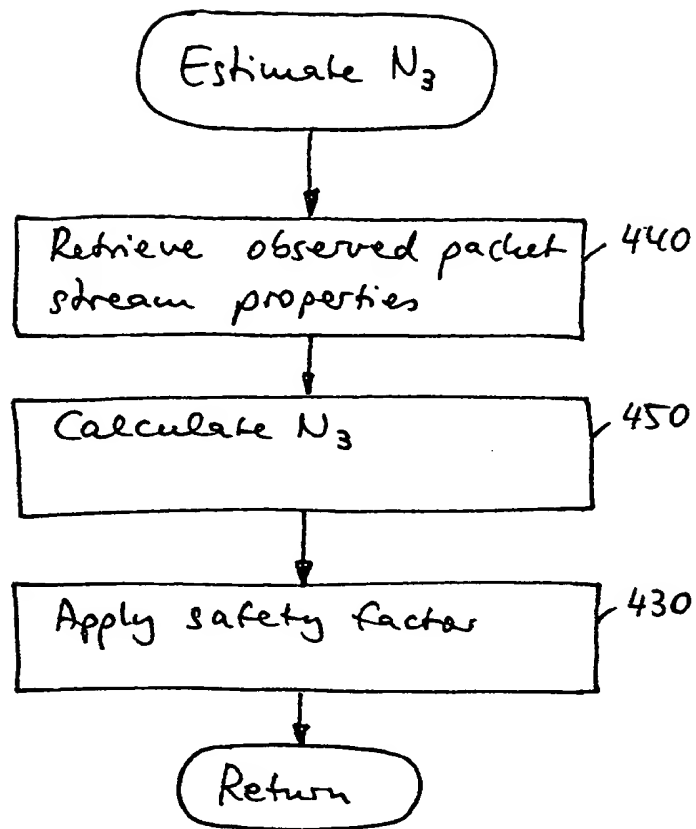 Estimate N₃
Retrieve observed packet
stream properties
440
Calculate N₃
450
Apply safety factor
430
Return